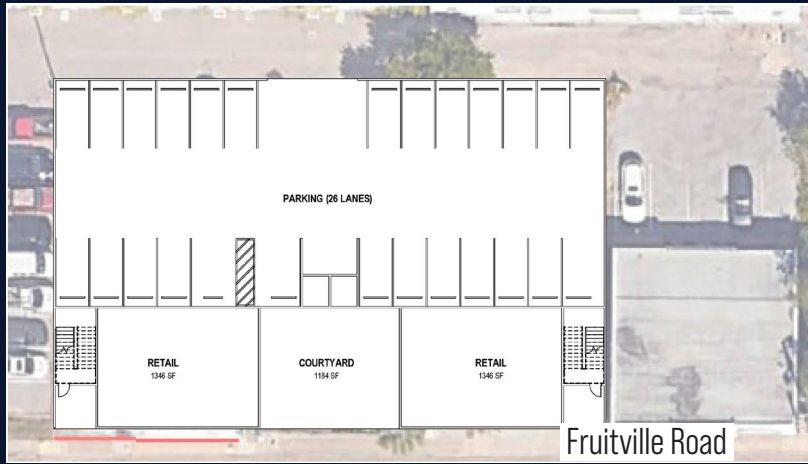 PARKING (26 LANES)
RETAIL
1346 SF
COURTYARD
1184 SF
RETAIL
1346 SF
Fruitville Road